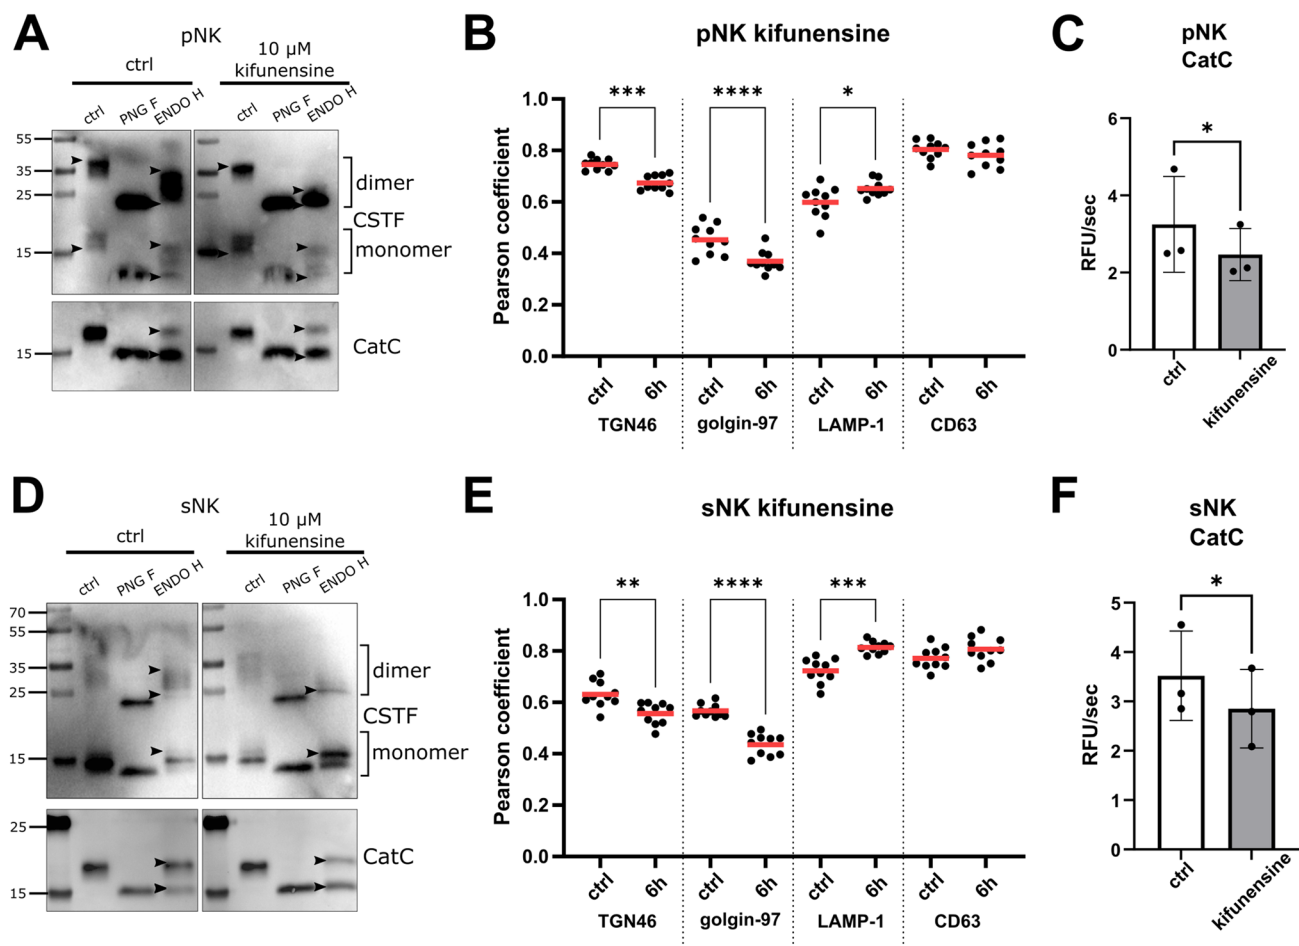 A
pNK
ctrl
10 µM
kifunensine
ctrl
PNG F
ENDO H
ctrl
PNG F
ENDO H
55
35
25
15
dimer
CSTF
monomer
15
CatC
B
pNK kifunensine
Pearson coefficient
1.0
0.8
0.6
0.4
0.2
0.0
***
****
*
ctrl
6h
ctrl
6h
ctrl
6h
ctrl
6h
TGN46
golgin-97
LAMP-1
CD63
C
pNK
CatC
RFU/sec
6
4
2
0
*
ctrl
kifunensine
D
sNK
ctrl
10 µM
kifunensine
ctrl
PNG F
ENDO H
ctrl
PNG F
ENDO H
70
55
35
25
15
dimer
CSTF
monomer
25
15
CatC
E
sNK kifunensine
Pearson coefficient
1.0
0.8
0.6
0.4
0.2
0.0
**
****
***
ctrl
6h
ctrl
6h
ctrl
6h
ctrl
6h
TGN46
golgin-97
LAMP-1
CD63
F
sNK
CatC
RFU/sec
5
4
3
2
1
0
*
ctrl
kifunensine